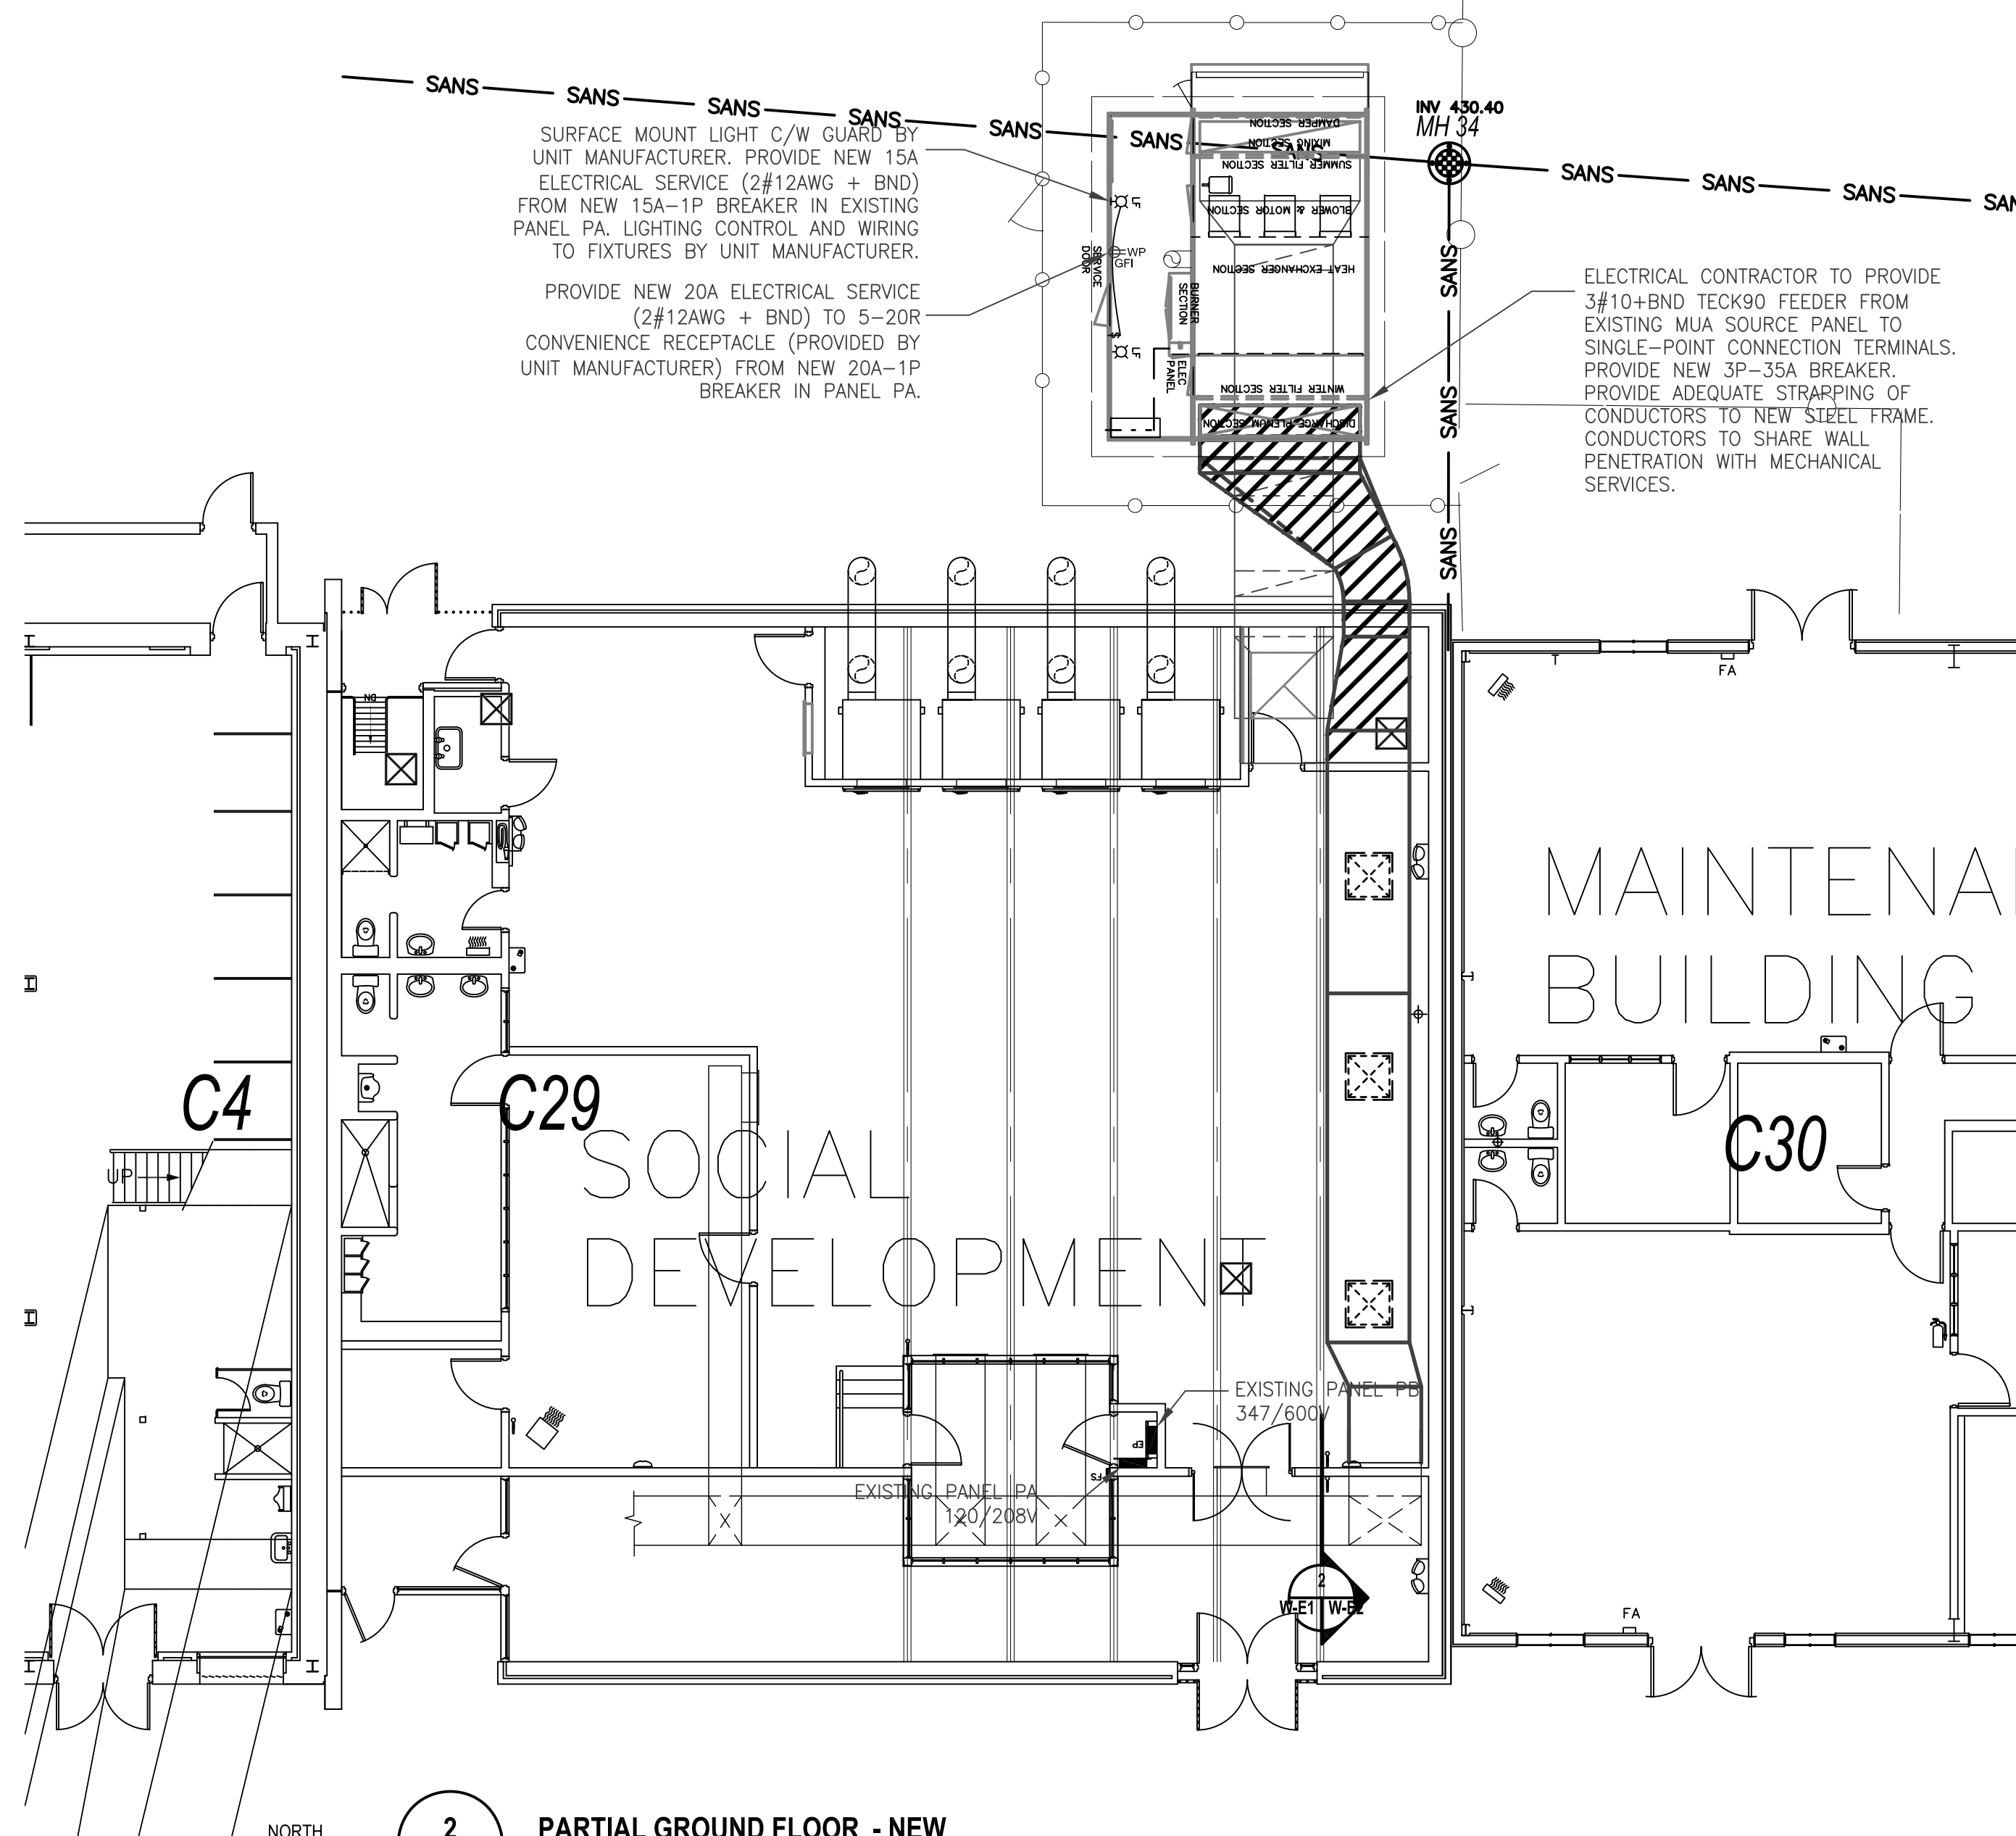 SANS SANS SANS SANS SANS SANS SANS SANS SANS SANS SAN
INV 430.40
MH 34
SURFACE MOUNT LIGHT C/W GUARD BY
UNIT MANUFACTURER. PROVIDE NEW 15A
ELECTRICAL SERVICE (2#12AWG + BND)
FROM NEW 15A-1P BREAKER IN EXISTING
PANEL PA. LIGHTING CONTROL AND WIRING
TO FIXTURES BY UNIT MANUFACTURER.
PROVIDE NEW 20A ELECTRICAL SERVICE
(2#12AWG + BND) TO 5-20R
CONVENIENCE RECEPTACLE (PROVIDED BY
UNIT MANUFACTURER) FROM NEW 20A-1P
BREAKER IN PANEL PA.
DAMPER SECTION
MIXING SECTION
SUMMER FILTER SECTION
BLOWER & MOTOR SECTION
HEAT EXCHANGER SECTION
WINTER FILTER SECTION
DISCHARGE PLENUM SECTION
LF
WP
GFI
SERVICE
DOOR
BURNER
SECTION
S
LF
ELEC
PANEL
SANS
SANS
SANS
ELECTRICAL CONTRACTOR TO PROVIDE
3#10+BND TECK90 FEEDER FROM
EXISTING MUA SOURCE PANEL TO
SINGLE-POINT CONNECTION TERMINALS.
PROVIDE NEW 3P-35A BREAKER.
PROVIDE ADEQUATE STRAPPING OF
CONDUCTORS TO NEW STEEL FRAME.
CONDUCTORS TO SHARE WALL
PENETRATION WITH MECHANICAL
SERVICES.
DN
T
FA
MAINTENA
BUILDING
C4
C29
C30
UP
SOCIAL
DEVELOPMENT
EXISTING PANEL PB
347/600V
EP
FS
EXISTING PANEL PA
120/208V
2
W-E1 W-E2
FA
NORTH
2
PARTIAL GROUND FLOOR - NEW